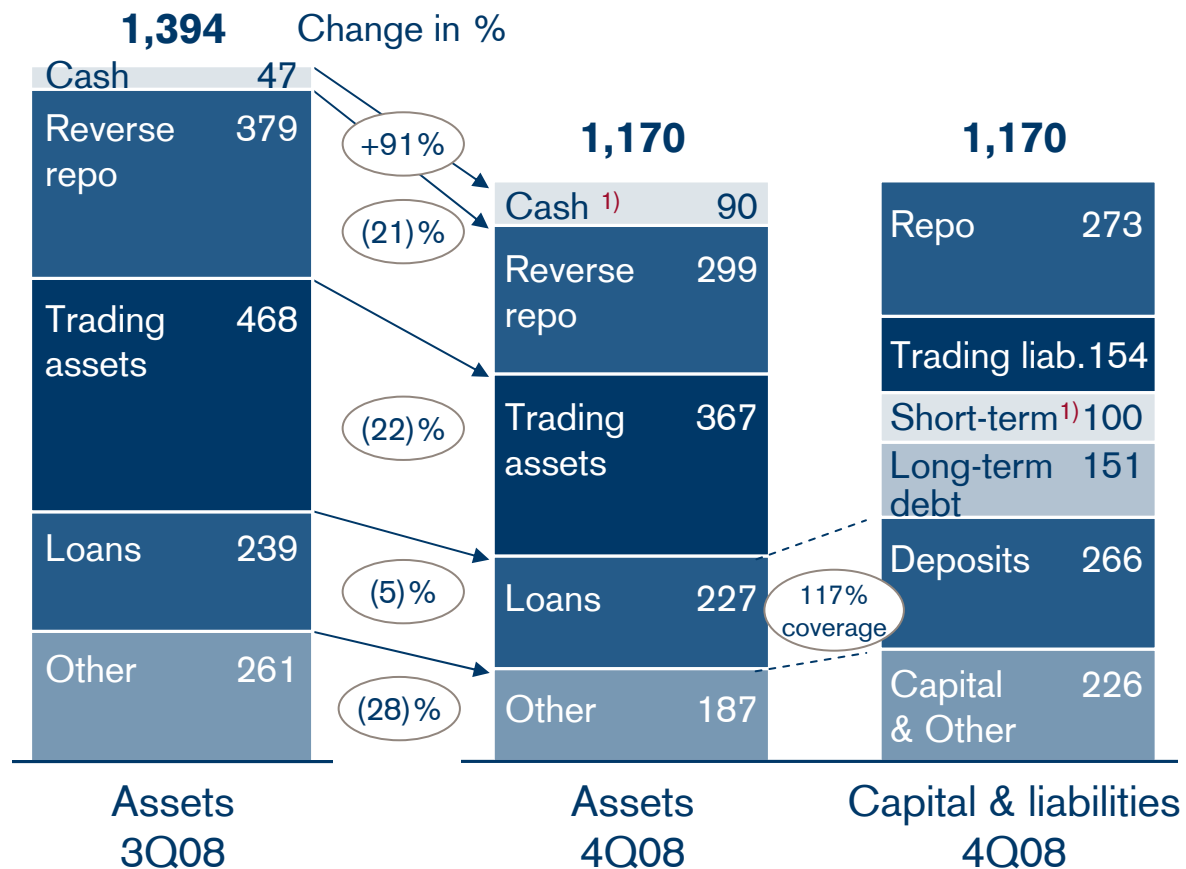 1,394 Change in %
Cash 47
Reverse 379
repo
Trading 468
assets
Loans 239
Other 261
Assets
3Q08
+91%
(21)%
(22)%
(5)%
(28)%
1,170
Cash 1) 90
Reverse 299
repo
Trading 367
assets
Loans 227
Other 187
Assets
4Q08
117%
coverage
1,170
Repo 273
Trading liab. 154
Short-term 1) 100
Long-term 151
debt
Deposits 266
Capital 226
& Other
Capital & liabilities
4Q08